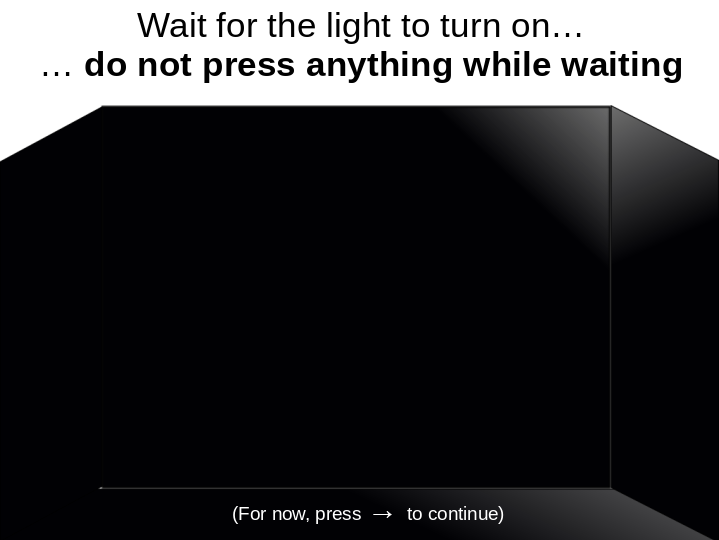 Wait for the light to turn on…
… do not press anything while waiting
(For now, press → to continue)